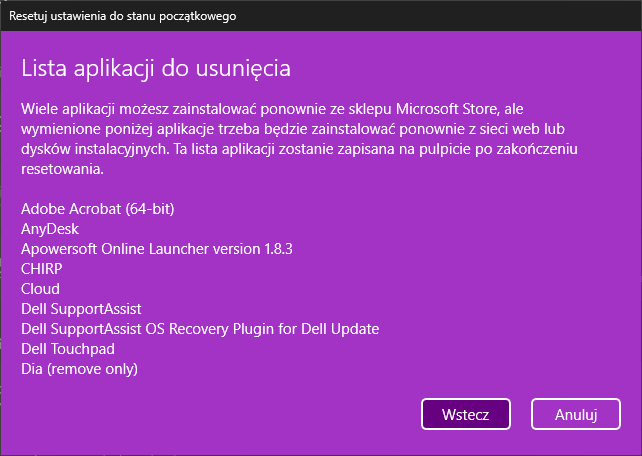 Resetuj ustawienia do stanu początkowego
Lista aplikacji do usunięcia
Wiele aplikacji możesz zainstalować ponownie ze sklepu Microsoft Store, ale
wymienione poniżej aplikacje trzeba będzie zainstalować ponownie z sieci web lub
dysków instalacyjnych. Ta lista aplikacji zostanie zapisana na pulpicie po zakończeniu
resetowania.
Adobe Acrobat (64-bit)
AnyDesk
Apowersoft Online Launcher version 1.8.3
CHIRP
Cloud
Dell SupportAssist
Dell SupportAssist OS Recovery Plugin for Dell Update
Dell Touchpad
Dia (remove only)
Wstecz
Anuluj